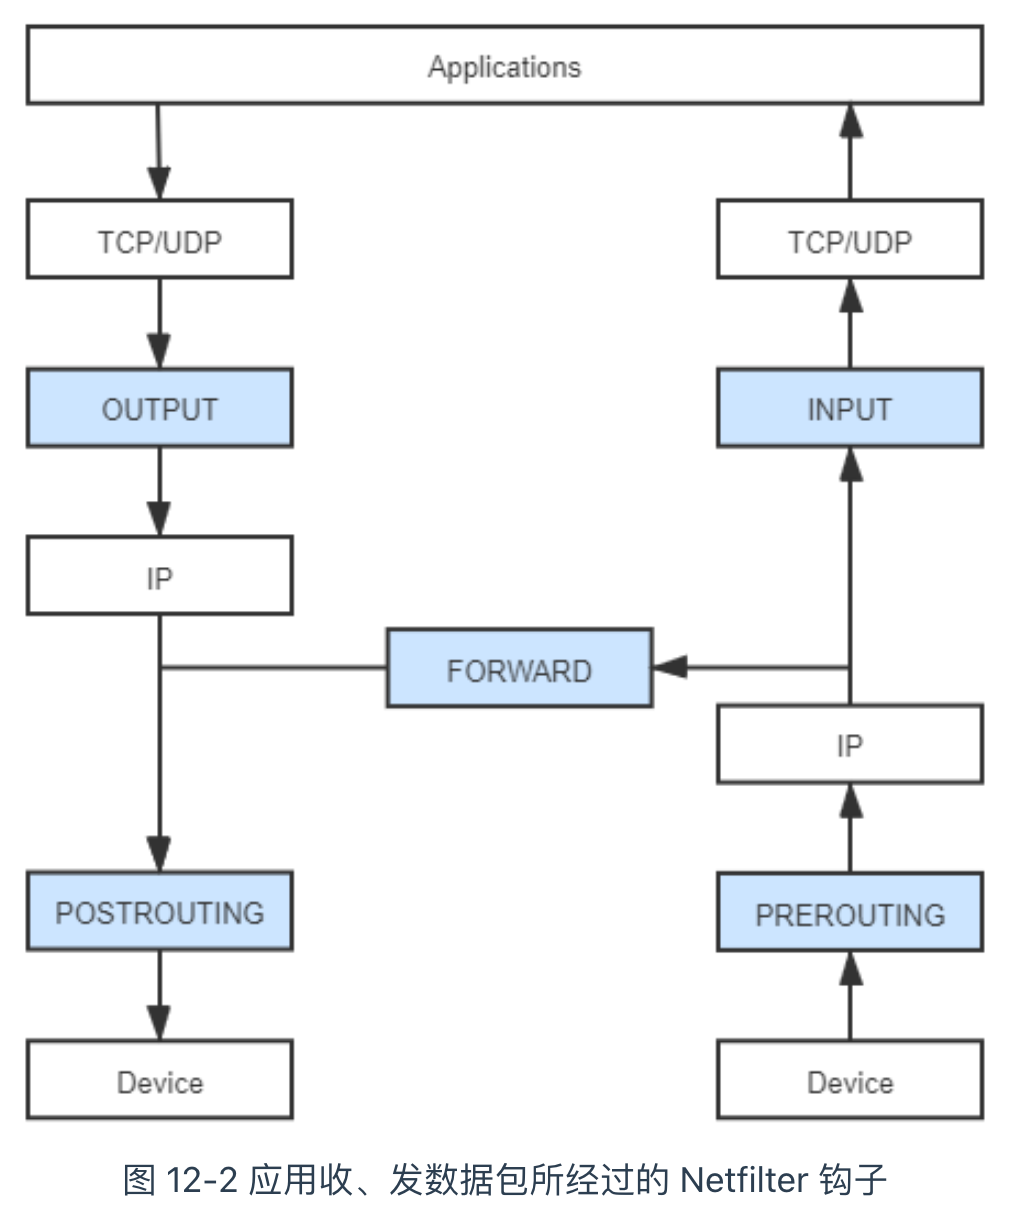 Applications
TCP/UDP
TCP/UDP
OUTPUT
INPUT
IP
FORWARD
IP
POSTROUTING
PREROUTING
Device
Device
图 12-2 应用收、发数据包所经过的 Netfilter 钩子